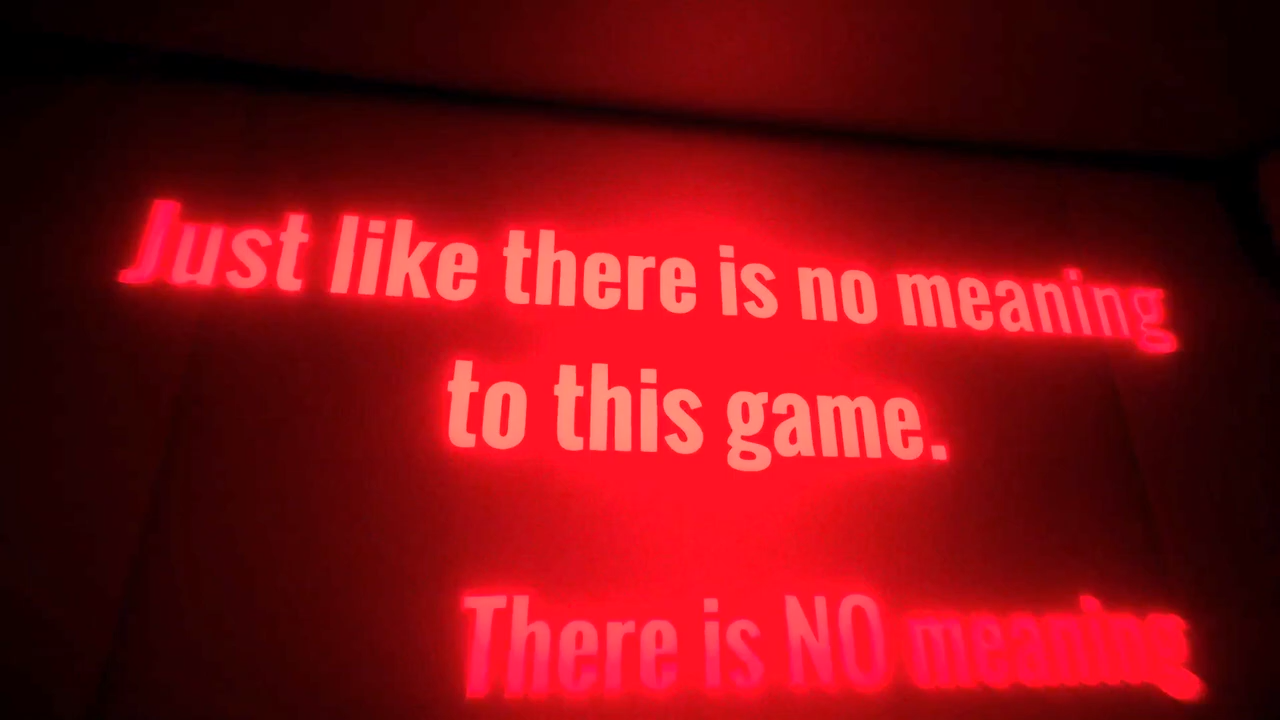 Just like there is no meaning
to this game.
There is NO meaning